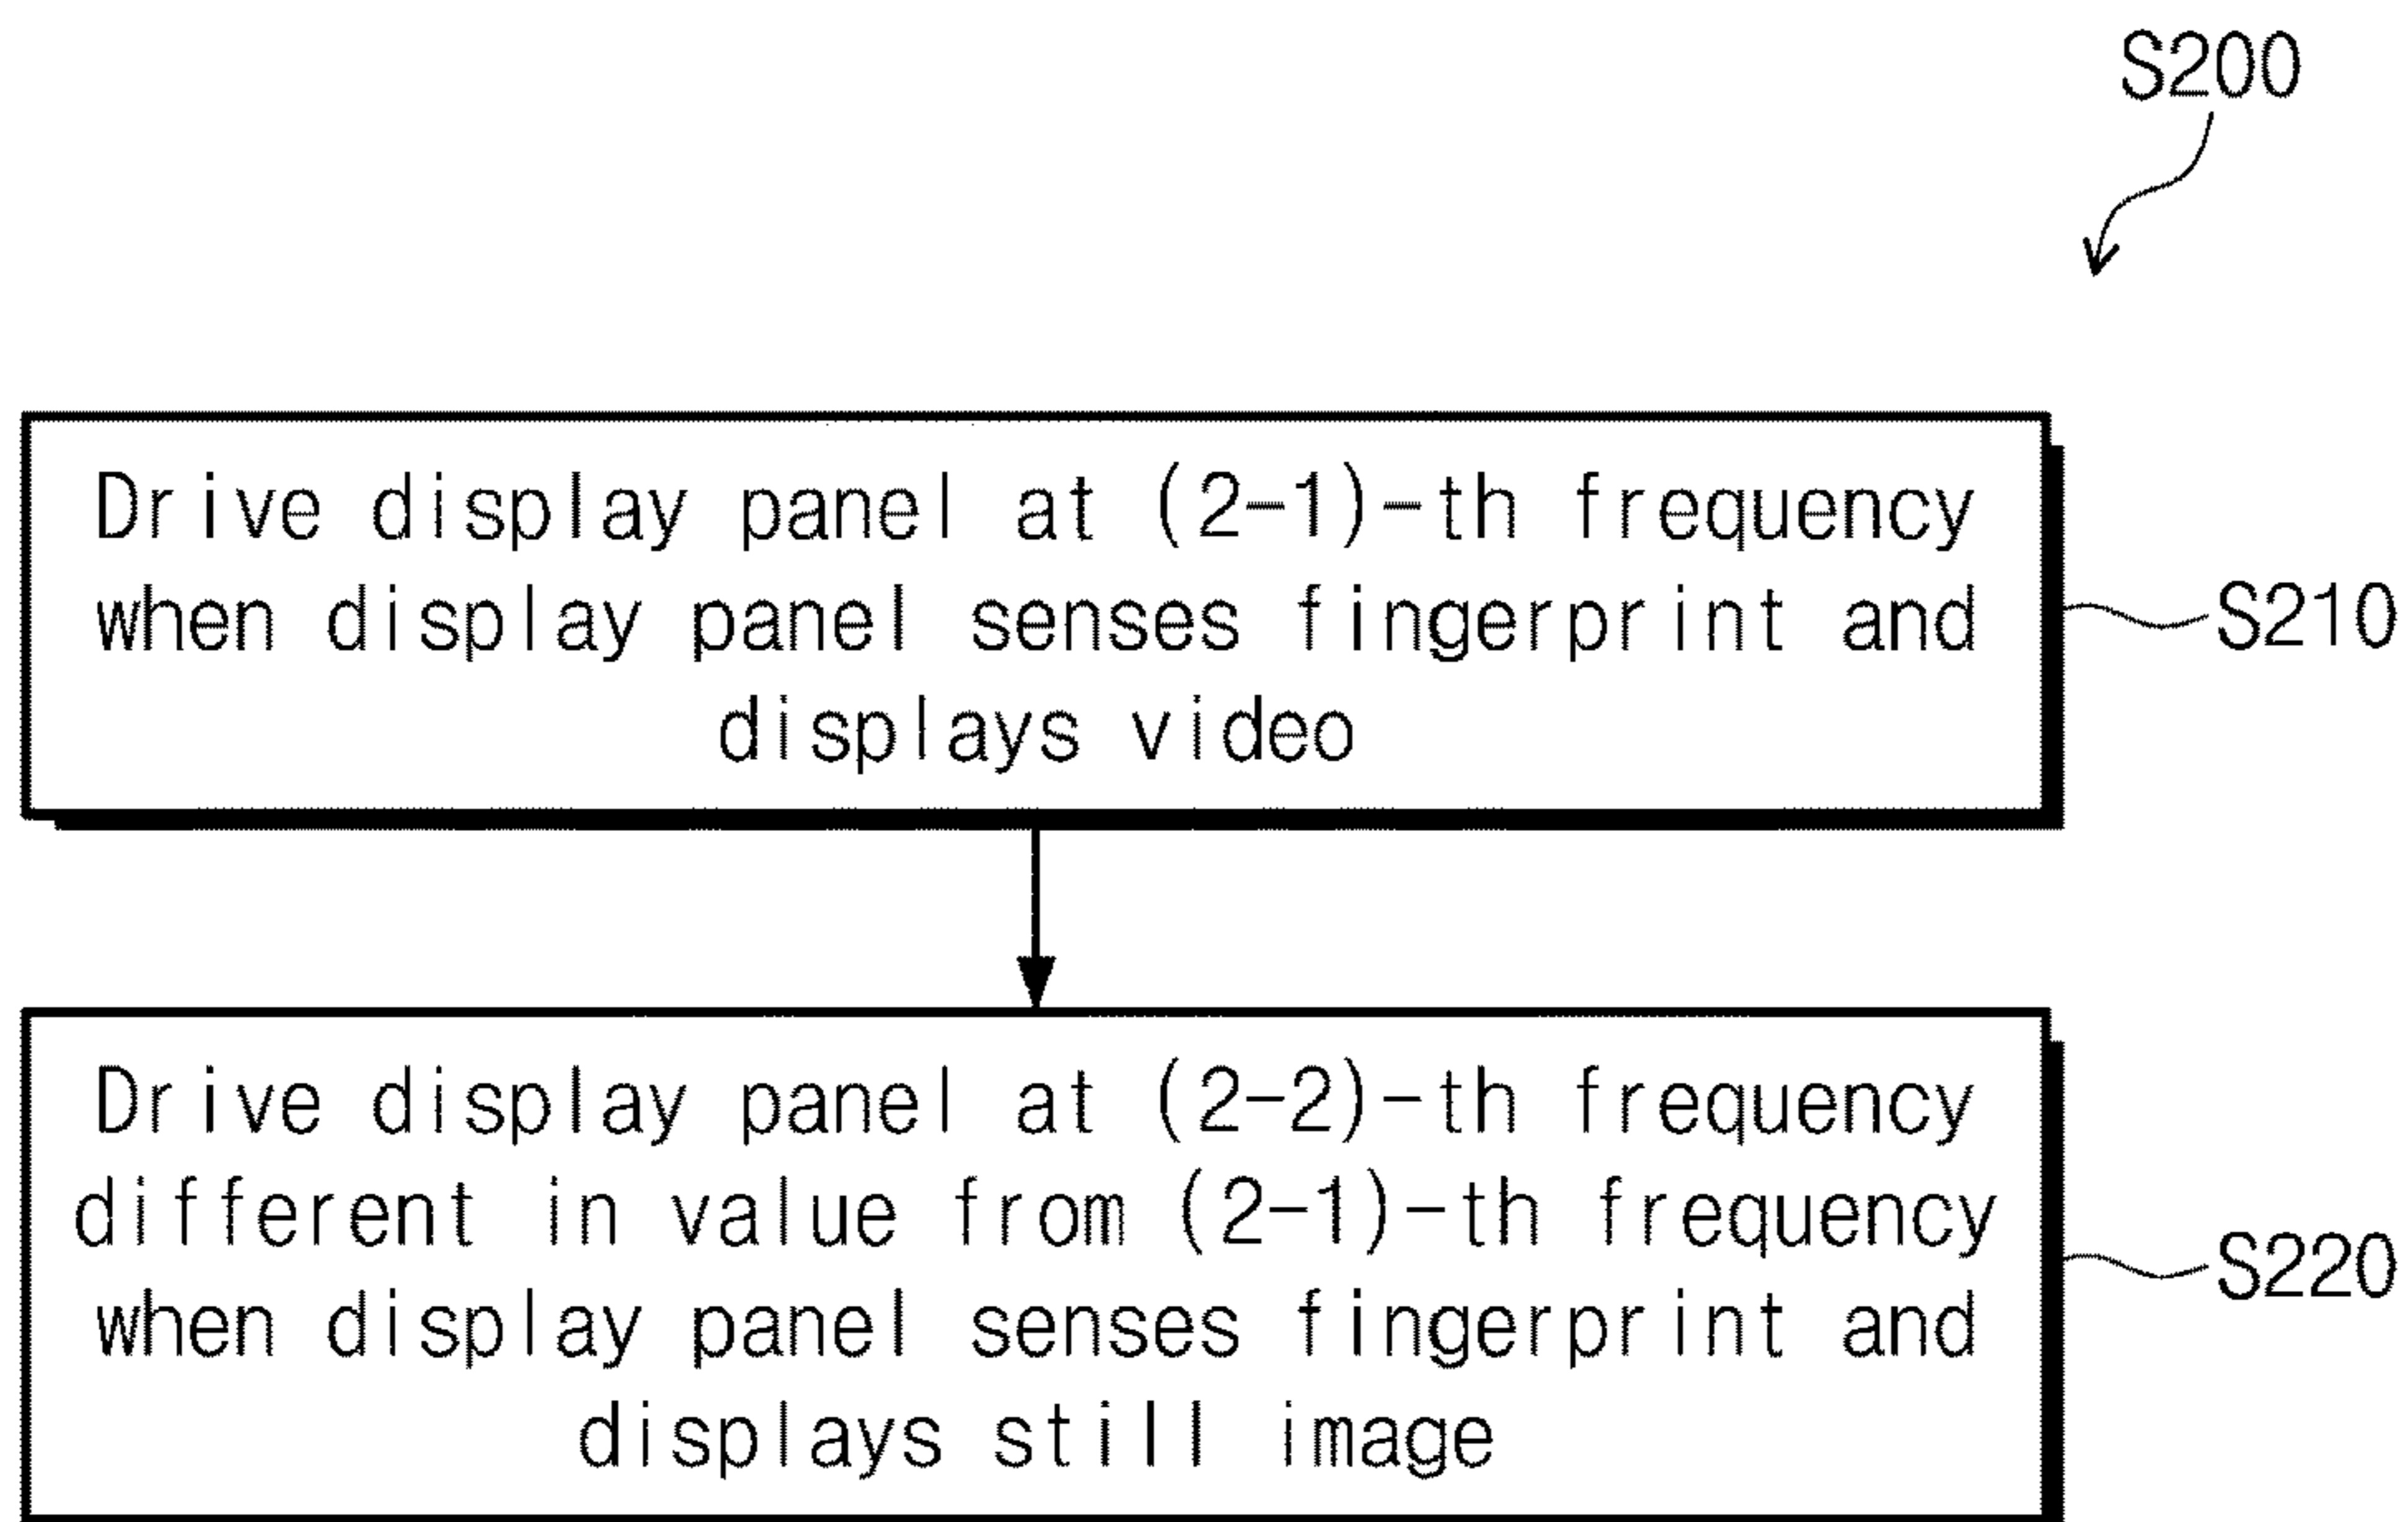 S200
Drive display panel at (2-1)-th frequency
when display panel senses fingerprint and
displays video
S210
Drive display panel at (2-2)-th frequency
different in value from (2-1)-th frequency
when display panel senses fingerprint and
displays still image
S220